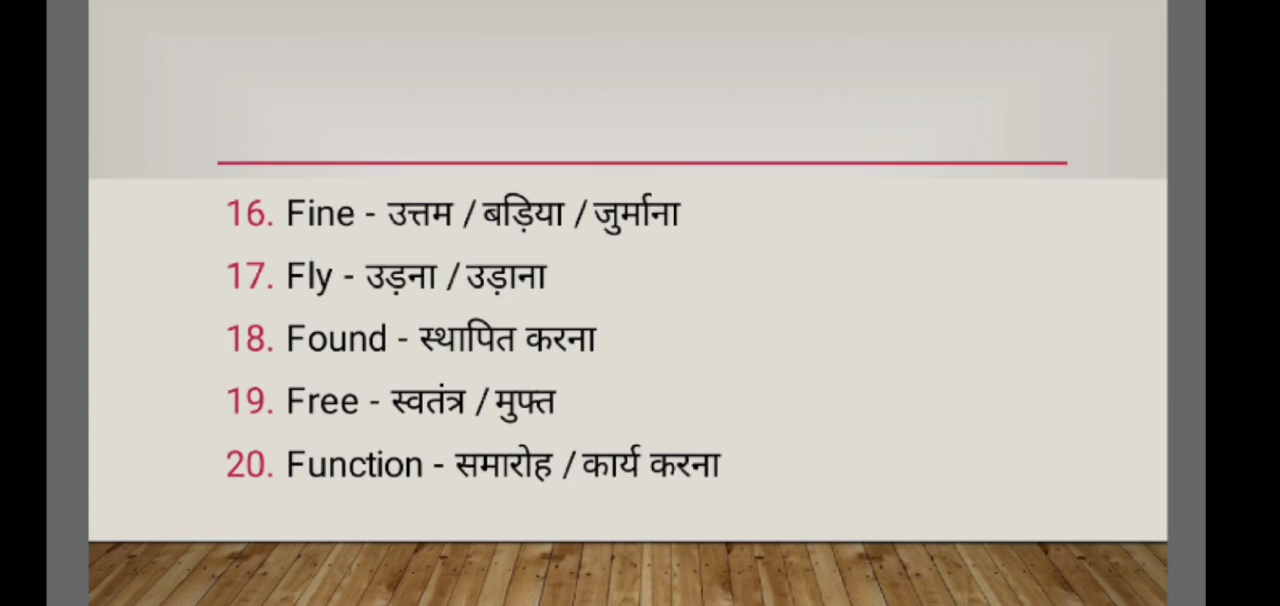 16. Fine - उत्तम / बड़िया / जुर्माना
17. Fly - उड़ना / उड़ाना
18. Found - स्थापित करना
19. Free - स्वतंत्र / मुफ्त
20. Function - समारोह / कार्य करना